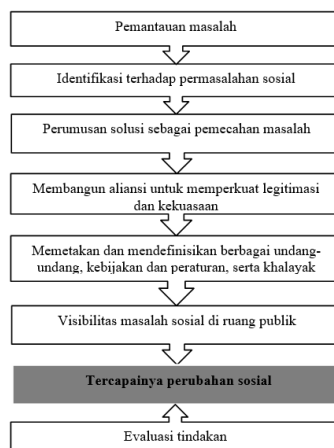 Pemantauan masalah
Identifikasi terhadap permasalahan sosial
Perumusan solusi sebagai pemecahan masalah
Membangun aliansi untuk memperkuat legitimasi
dan kekuasaan
Memetakan dan mendefinisikan berbagai undang-
undang, kebijakan dan peraturan, serta khalayak
Visibilitas masalah sosial di ruang publik
Tercapainya perubahan sosial
Evaluasi tindakan